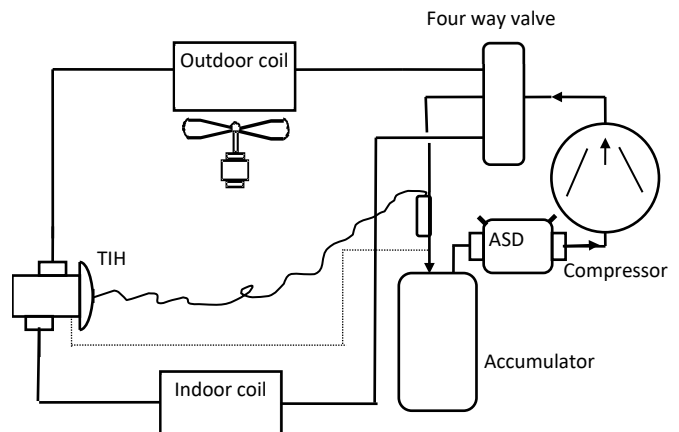 Four way valve
Outdoor coil
TIH
ASD
Compressor
Accumulator
Indoor coil